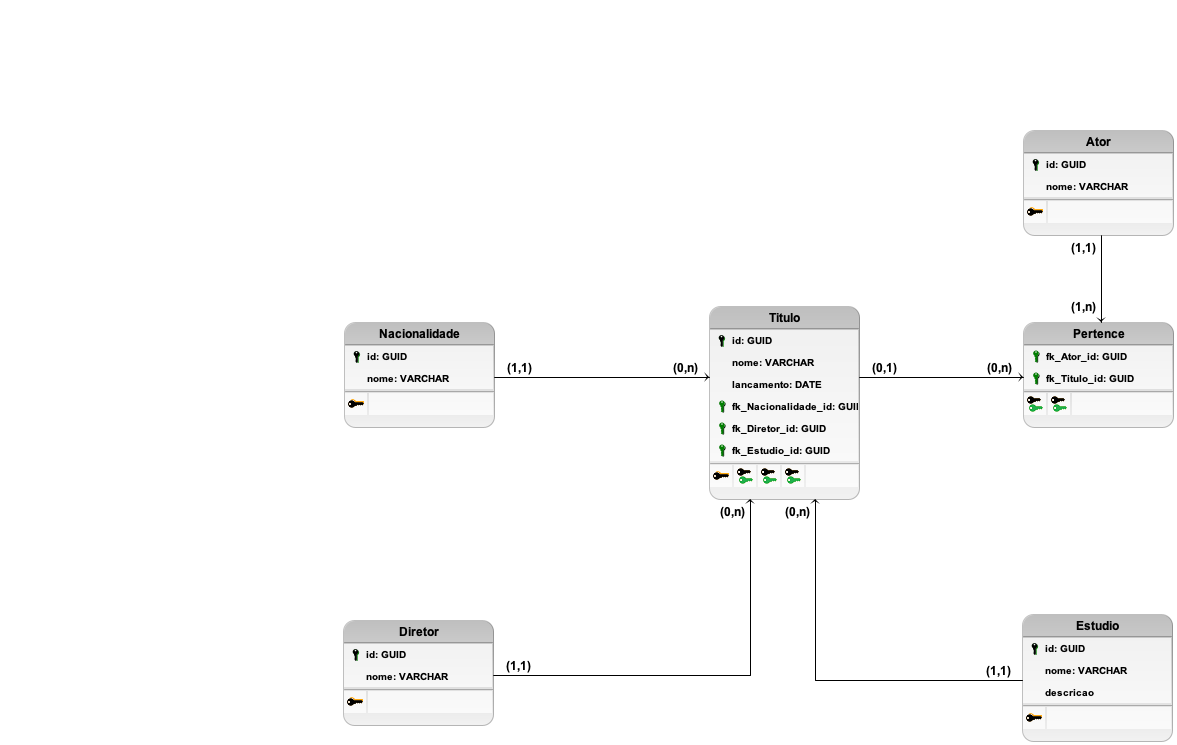 Ator
id: GUID
nome: VARCHAR
(1,1)
(1,n)
Nacionalidade
id: GUID
nome: VARCHAR
(1,1)
(0,n)
Titulo
id: GUID
nome: VARCHAR
lancamento: DATE
fk_Nacionalidade_id: GUI
fk_Diretor_id: GUID
fk_Estudio_id: GUID
(0,1)
(0,n)
Pertence
fk_Ator_id: GUID
fk_Titulo_id: GUID
(0,n)
(0,n)
Diretor
id: GUID
nome: VARCHAR
(1,1)
(1,1)
Estudio
id: GUID
nome: VARCHAR
descricao